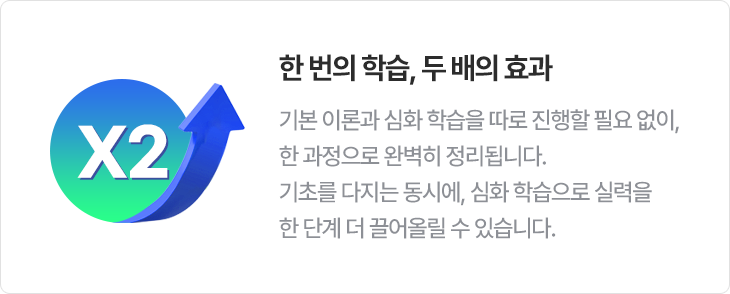 X2
한 번의 학습, 두 배의 효과
기본 이론과 심화 학습을 따로 진행할 필요 없이,
한 과정으로 완벽히 정리됩니다.
기초를 다지는 동시에, 심화 학습으로 실력을
한 단계 더 끌어올릴 수 있습니다.